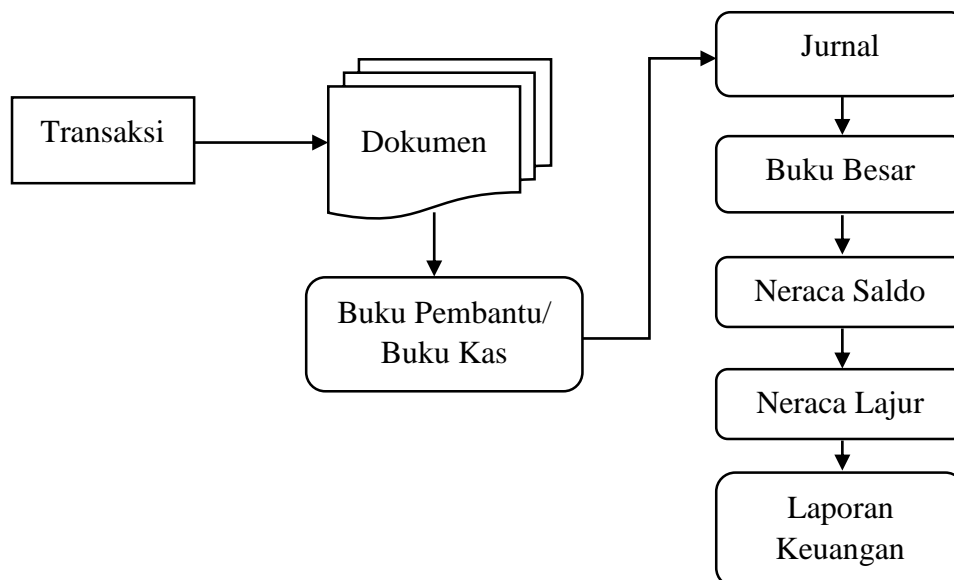 Transaksi
Dokumen
Buku Pembantu/
Buku Kas
Jurnal
Buku Besar
Neraca Saldo
Neraca Lajur
Laporan
Keuangan